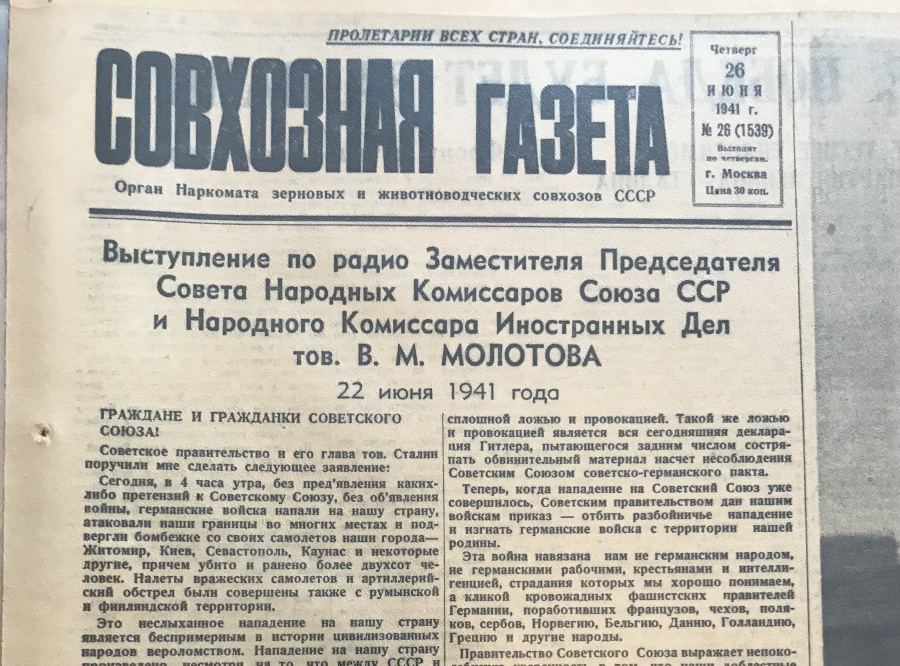 ПРОЛЕТАРИИ ВСЕХ СТРАН, СОЕДИНЯЙТЕСЬ!
СОВХОЗНАЯ ГАЗЕТА
Орган Наркомата зерновых и животноводческих совхозов СССР
Четверг
26
ИЮНЯ
1941 г.
№ 26 (1539)
Выходит
по четвергам.
г. Москва
Цена 30 коп.
Выступление по радио Заместителя Председателя
Совета Народных Комиссаров Союза ССР
и Народного Комиссара Иностранных Дел
тов. В. М. МОЛОТОВА
22 июня 1941 года
ГРАЖДАНЕ И ГРАЖДАНКИ СОВЕТСКОГО
СОЮЗА!
Советское правительство и его глава тов. Сталин
поручили мне сделать следующее заявление:
Сегодня, в 4 часа утра, без пред'явления каких-
либо претензий к Советскому Союзу, без об'явления
войны, германские войска напали на нашу страну,
атаковали наши границы во многих местах и под-
вергли бомбежке со своих самолетов наши города—
Житомир, Киев, Севастополь, Каунас и некоторые
другие, причем убито и ранено более двухсот че-
ловек. Налеты вражеских самолетов и артиллерий-
ский обстрел были совершены также с румынской
и финляндской территории.
Это неслыханное нападение на нашу страну
является беспримерным в истории цивилизованных
народов вероломством. Нападение на нашу страну
произведено, несмотря на то, что между СССР и
сплошной ложью и провокацией. Такой же ложью
и провокацией является вся сегодняшняя деклара-
ция Гитлера, пытающегося задним числом состря-
пать обвинительный материал насчет несоблюдения
Советским Союзом советско-германского пакта.
Теперь, когда нападение на Советский Союз уже
совершилось, Советским правительством дан нашим
войскам приказ — отбить разбойничье нападение
и изгнать германские войска с территории нашей
родины.
Эта война навязана нам не германским народом,
не германскими рабочими, крестьянами и интелли-
генцией, страдания которых мы хорошо понимаем,
а кликой кровожадных фашистских правителей
Германии, поработивших французов, чехов, поля-
ков, сербов, Норвегию, Бельгию, Данию, Голландию,
Грецию и другие народы.
Правительство Советского Союза выражает непоко-